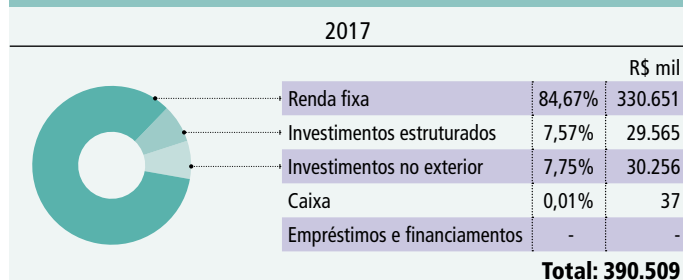 2017
R$ mil
Renda fixa 84,67% 330.651
Investimentos estruturados 7,57% 29.565
Investimentos no exterior 7,75% 30.256
Caixa 0,01% 37
Empréstimos e financiamentos - -
Total: 390.509